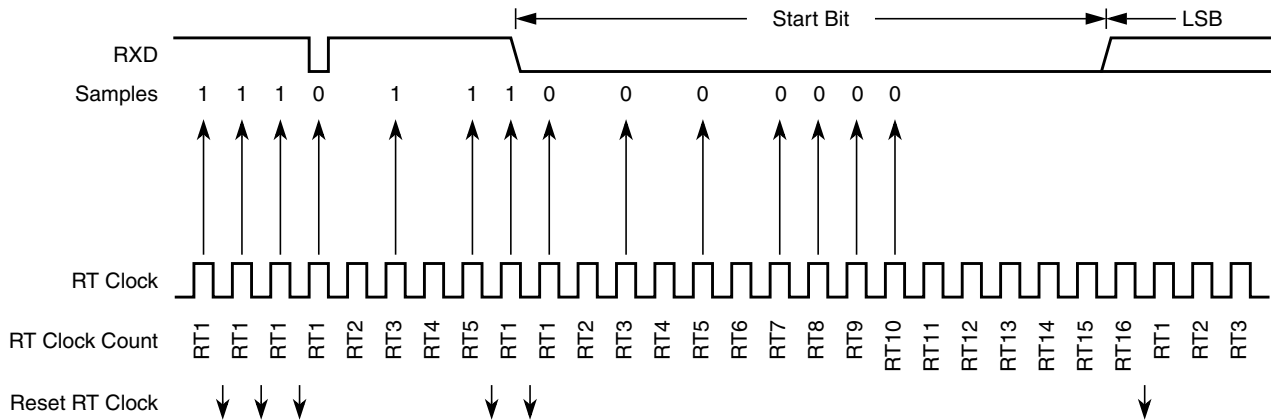 Start Bit LSB
RXD
Samples 1 1 1 0 1 1 1 0 0 0 0 0 0 0
RT Clock
RT Clock Count RT1 RT1 RT1 RT1 RT2 RT3 RT4 RT5 RT1 RT1 RT2 RT3 RT4 RT5 RT6 RT7 RT8 RT9 RT10 RT11 RT12 RT13 RT14 RT15 RT16 RT1 RT2 RT3
Reset RT Clock